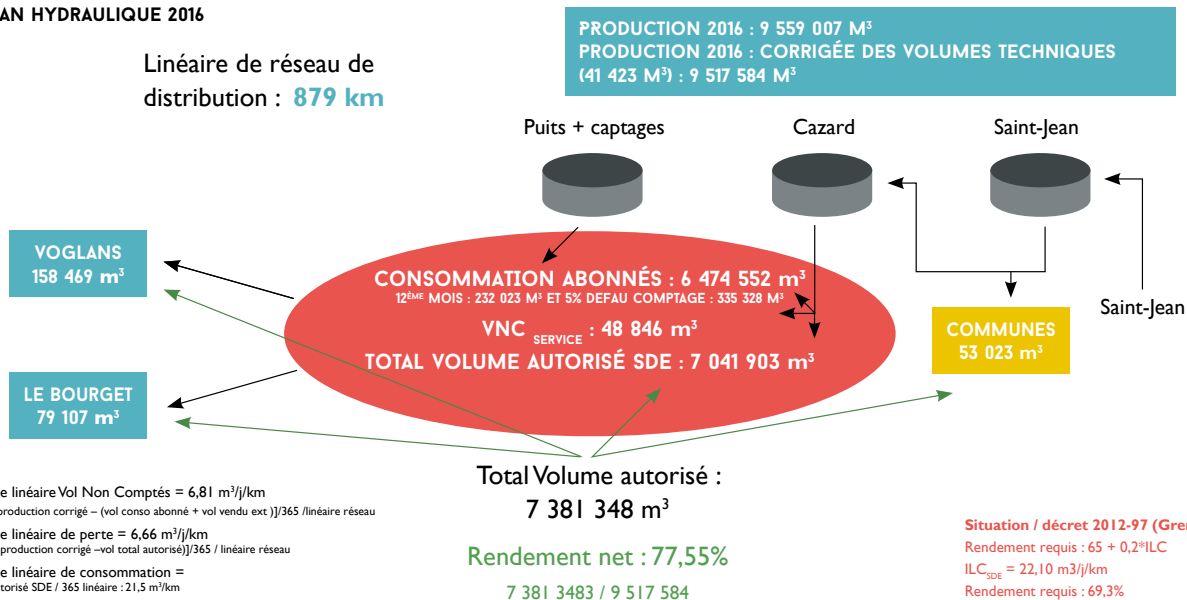 AN HYDRAULIQUE 2016
PRODUCTION 2016 : 9 559 007 M³
PRODUCTION 2016 : CORRIGÉE DES VOLUMES TECHNIQUES
(41 423 M³) : 9 517 584 M³
Linéaire de réseau de
distribution : 879 km
Puits + captages
Cazard
Saint-Jean
VOGLANS
158 469 m³
CONSOMMATION ABONNÉS : 6 474 552 m³
12ÈME MOIS : 232 023 M³ ET 5% DEFAU COMPTAGE : 335 328 M³
VNC SERVICE : 48 846 m³
TOTAL VOLUME AUTORISÉ SDE : 7 041 903 m³
Saint-Jean
COMMUNES
53 023 m³
LE BOURGET
79 107 m³
Total Volume autorisé :
7 381 348 m³
Rendement net : 77,55%
7 381 3483 / 9 517 584
e linéaire Vol Non Comptés = 6,81 m³/j/km
production corrigé – (vol conso abonné + vol vendu ext )]/365 /linéaire réseau
e linéaire de perte = 6,66 m³/j/km
production corrigé –vol total autorisé)]/365 / linéaire réseau
e linéaire de consommation =
torisé SDE / 365 linéaire : 21,5 m³/km
Situation / décret 2012-97 (Gre
Rendement requis : 65 + 0,2*ILC
ILC SDE = 22,10 m3/j/km
Rendement requis : 69,3%